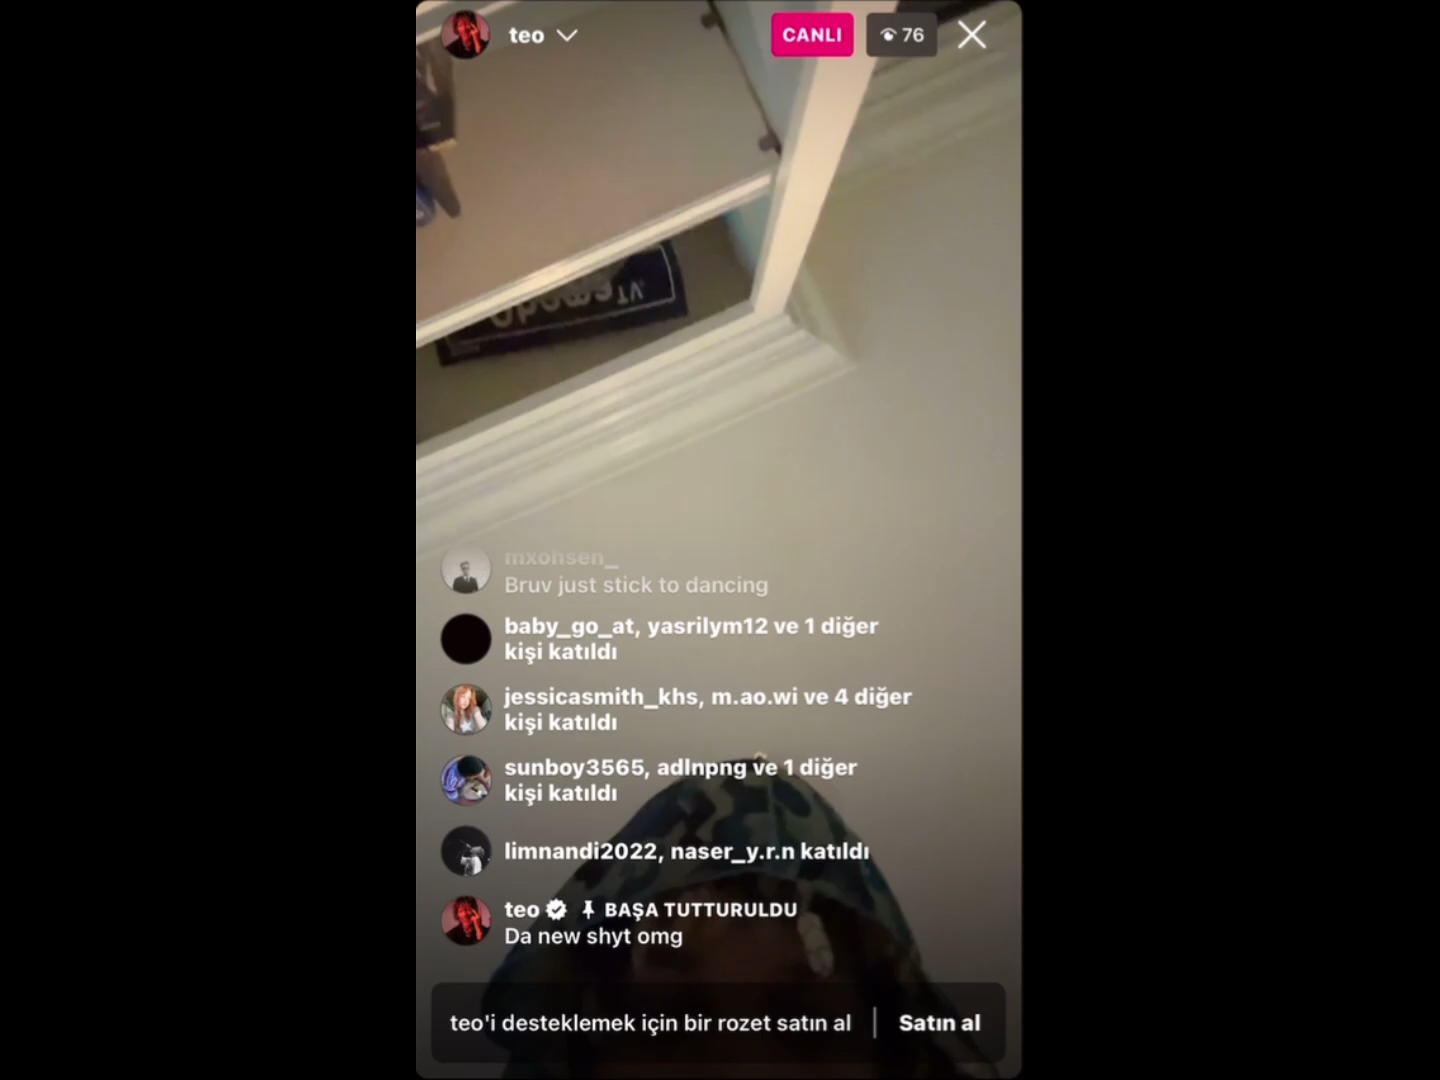 teo
CANLI
76
mxohsen_
Bruv just stick to dancing
baby_go_at, yasrilym12 ve 1 diğer
kişi katıldı
jessicasmith_khs, m.ao.wi ve 4 diğer
kişi katıldı
sunboy3565, adlnpng ve 1 diğer
kişi katıldı
limnandi2022, naser_y.r.n katıldı
teo BAŞA TUTTURULDU
Da new shyt omg
teo'i desteklemek için bir rozet satın al | Satın al